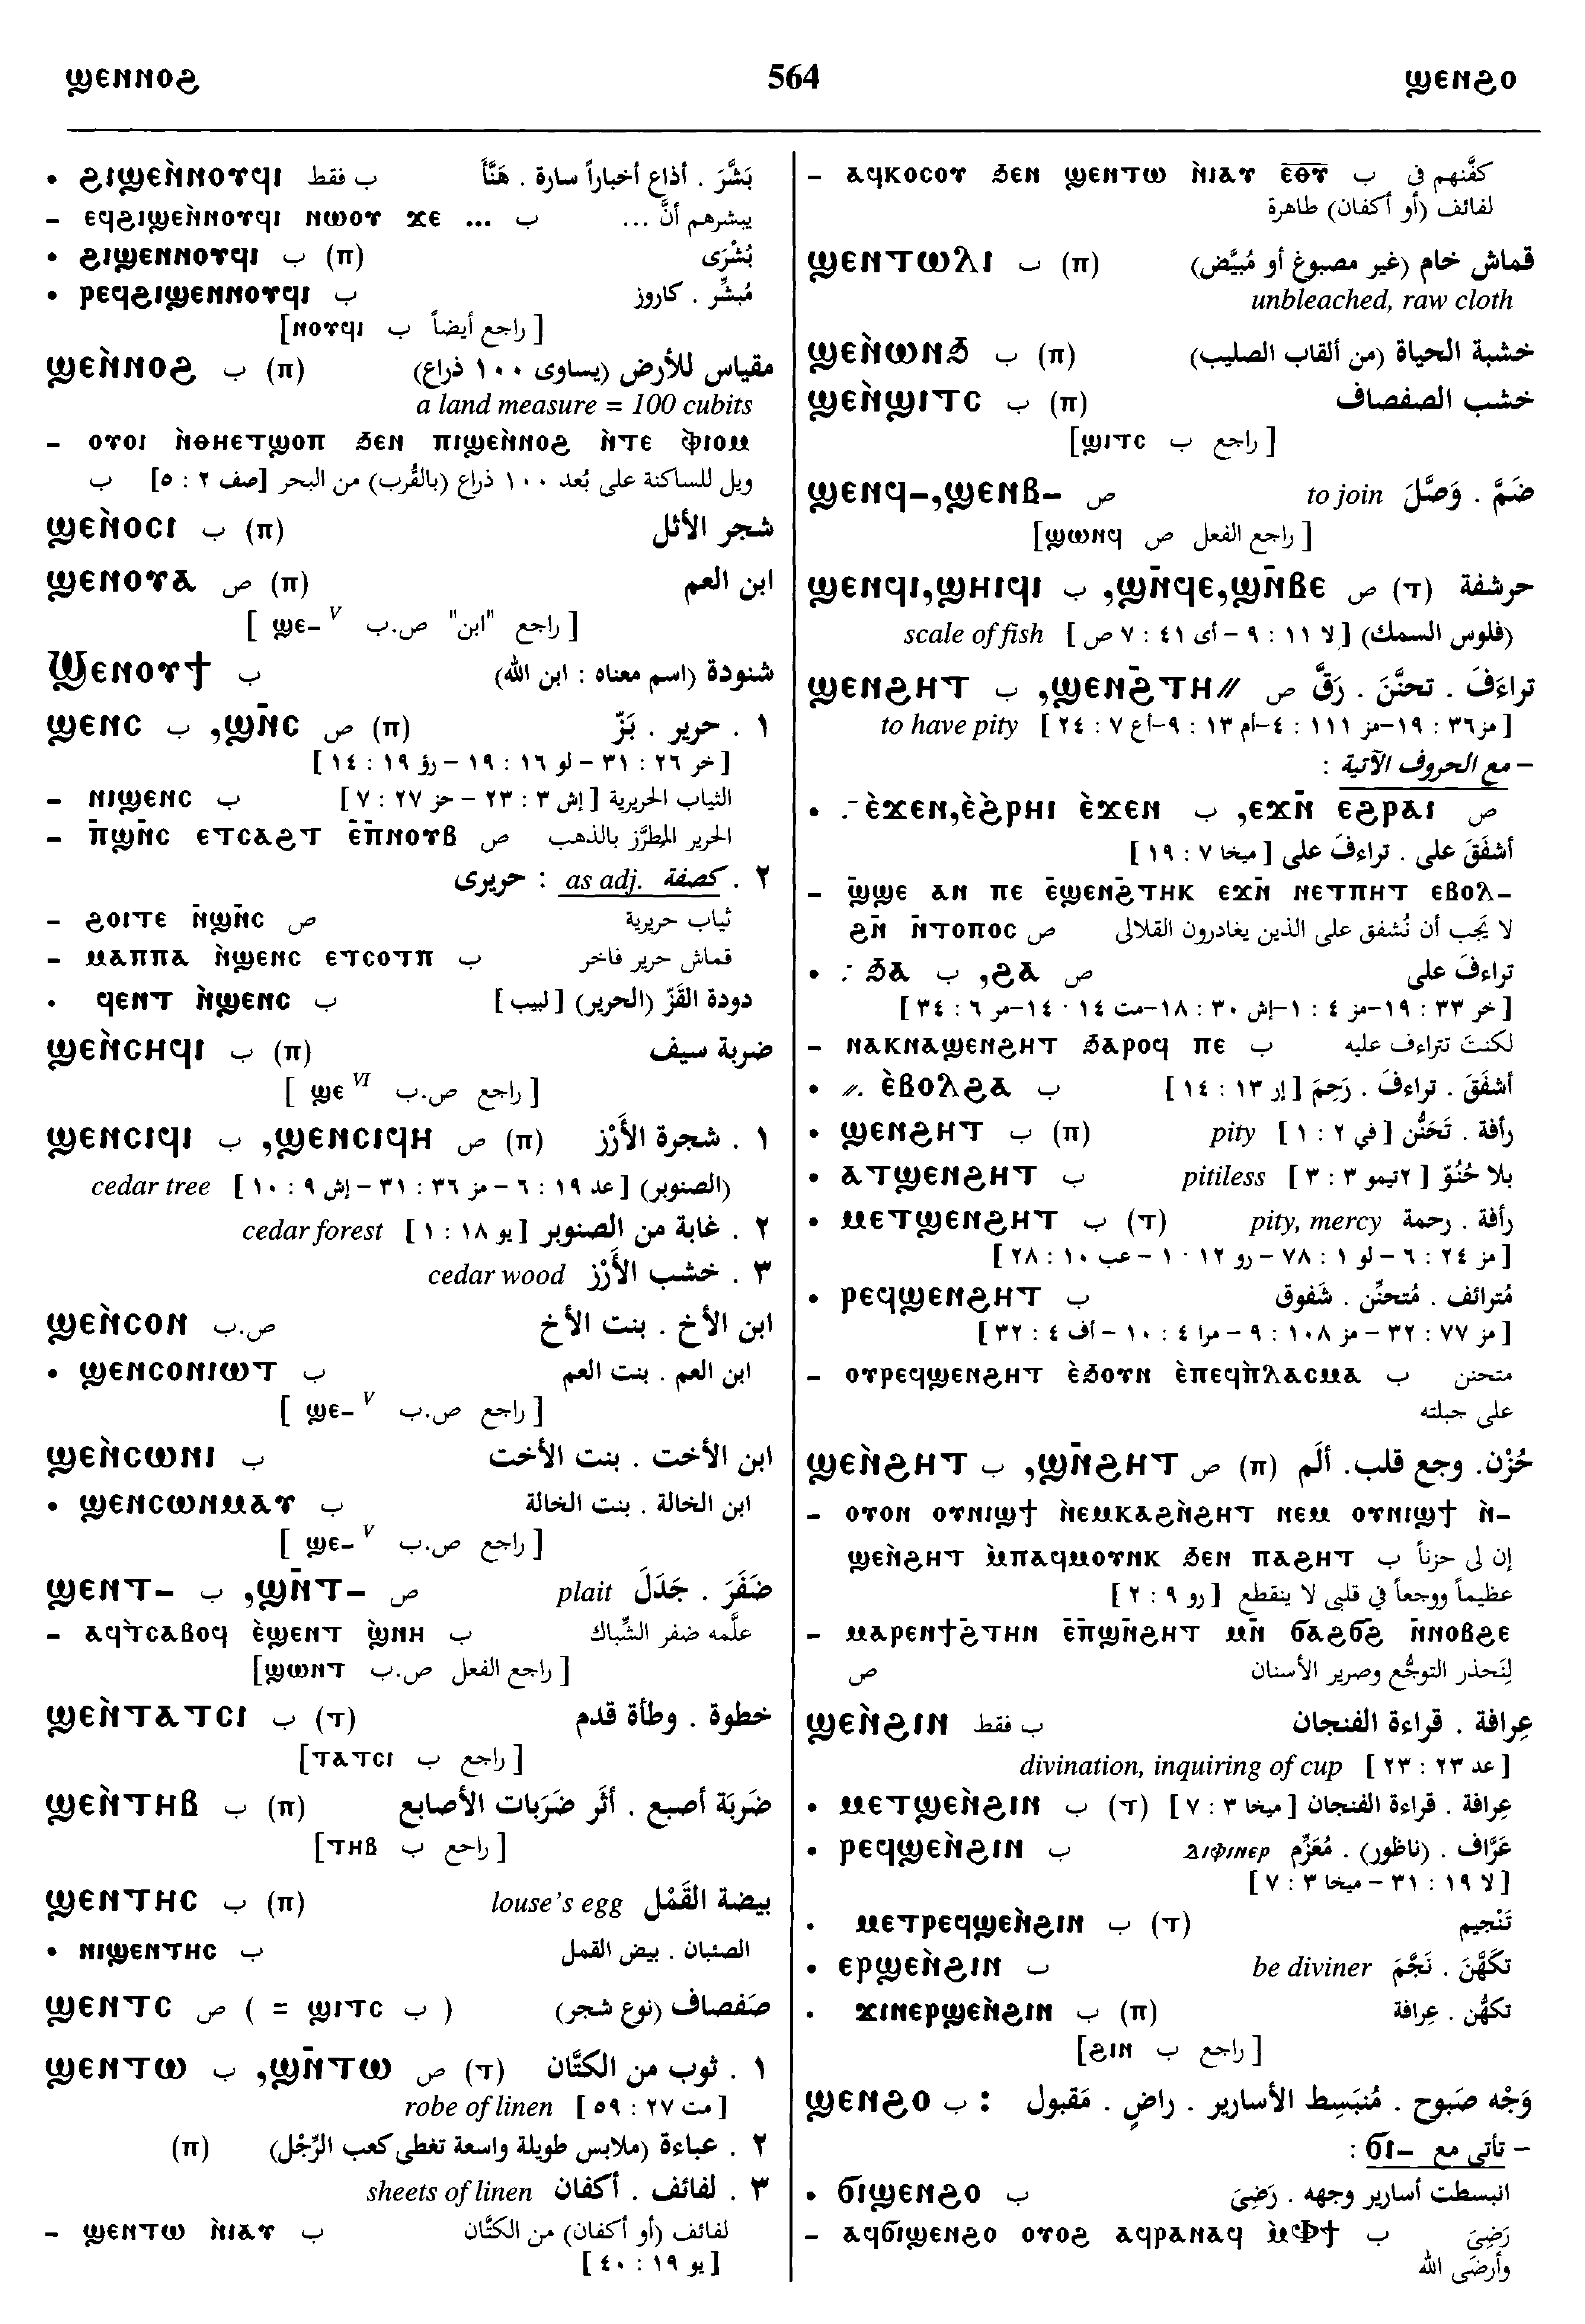 ϣⲉⲛⲛⲟϩ 564 ϣⲉⲛϩⲟ
• ϩⲓϣⲉⲛ̀ⲛⲟⲩϥⲓ ب فقط بَشَّرَ . أذاع أخباراً سارة . هَنَّأَ
– ⲉϥϩⲓϣⲉⲛ̀ⲛⲟⲩϥⲓ ⲛⲱⲟⲩ ϫⲉ ... ب يبشرهم أنَّ ...
• ϩⲓϣⲉⲛⲛⲟⲩϥⲓ ب (ⲡ) بُشْرَى
• ⲣⲉϥϩⲓϣⲉⲛⲛⲟⲩϥⲓ ب مُبشِّر . كاروز
[ راجع أيضاً ب ⲛⲟⲩϥⲓ]
ϣⲉⲛ̀ⲛⲟϩ ب (ⲡ) مقياس للأرض (يساوى ١٠٠ ذراع)
a land measure = 100 cubits
– ⲟⲩⲟⲓ ⲛ̀ⲑⲏⲉⲧϣⲟⲡ ϧⲉⲛ ⲡⲓϣⲉⲛ̀ⲛⲟϩ ⲛ̀ⲧⲉ ⲫ̀ⲓⲟⲙ
ويل للساكنة على بُعد ١٠٠ ذراع (بالقُرب) من البحر [صف ٢ : ٥] ب
ϣⲉⲛ̀ⲟⲥⲓ ب (ⲡ) شجر الأثل
ϣⲉⲛⲟⲩⲁ ص (ⲡ) ابن العم
[ راجع "ابن" ص.ب ϣⲉ– V ]
Ϣⲉⲛⲟⲩϯ ب شنودة (اسم معناه : ابن الله)
ϣⲉⲛⲥ ب ,ϣⲛ̄ⲥ ص (ⲡ) ١ . حرير . بَزّ
[ خر ٢٦ : ٣١ – لو ١٦ : ١٩ – رؤ ١٩ : ١٤ ]
– ⲛⲓϣⲉⲛⲥ ب الثياب الحريرية [ إش ٣ : ٢٣ – حز ٢٧ : ٧ ]
– ⲡ̄ϣⲛ̄ⲥ ⲉⲧⲥⲁϩⲧ ⲉ̄ⲡ̄ⲛⲟⲩⲃ ص الحرير المطرَّز بالذهب
٢ . كصفة as adj. : حريرى
– ϩⲟⲓⲧⲉ ⲛ̄ϣⲛ̄ⲥ ص ثياب حريرية
– ⲙⲁⲡⲡⲁ ⲛ̀ϣⲉⲛⲥ ⲉⲧⲥⲟⲧⲡ ب قماش حرير فاخر
• ϥⲉⲛⲧ ⲛ̀ϣⲉⲛⲥ ب دودة القَزّ (الحرير) [ لبيب ]
ϣⲉⲛ̀ⲥⲏϥⲓ ب (ⲡ) ضربة سيف
[ راجع ص.ب ϣⲉ VI ]
ϣⲉⲛⲥⲓϥⲓ ب ,ϣⲉⲛⲥⲓϥⲏ ص (ⲡ) ١ . شجرة الأَرْز
(الصنوبر) [ عد ١٩ : ٦ – مز ٣٦ : ٣١ – إش ٩ : ١٠ ] cedar tree
٢ . غابة من الصنوبر [ يو ١٨ : ١ ] cedar forest
٣ . خشب الأَرْز cedar wood
ϣⲉⲛ̀ⲥⲟⲛ ص.ب ابن الأخ . بنت الأخ
• ϣⲉⲛⲥⲟⲛⲓⲱⲧ ب ابن العم . بنت العم
[ راجع ص.ب ϣⲉ– V ]
ϣⲉⲛ̀ⲥⲱⲛⲓ ب ابن الأخت . بنت الأخت
• ϣⲉⲛⲥⲱⲛⲙⲁⲩ ب ابن الخالة . بنت الخالة
[ راجع ص.ب ϣⲉ– V ]
ϣⲉⲛⲧ– ب ,ϣⲛ̄ⲧ– ص ضَفَرَ . جَدَلَ plait
– ⲁϥⲧ̀ⲥⲁⲃⲟϥ ⲉ̀ϣⲉⲛⲧ ϣ̀ⲛⲏ ب علَّمه ضفر الشِّباك
[ راجع الفعل ص.ب ϣⲱⲛⲧ]
ϣⲉⲛ̀ⲧⲁⲧⲥⲓ ب (ⲧ) خطوة . وطأة قدم
[ راجع ب ⲧⲁⲧⲥⲓ]
ϣⲉⲛ̀ⲧⲏⲃ ب (ⲡ) ضَربَة أصبع . أثَر ضَرَبات الأصابع
[ راجع ب ⲧⲏⲃ]
ϣⲉⲛⲧⲏⲥ ب (ⲡ) بيضة القَمْل louse's egg
• ⲛⲓϣⲉⲛⲧⲏⲥ ب الصئبان . بيض القمل
ϣⲉⲛⲧⲥ ص ( = ϣⲓⲧⲥ ب ) صَفصاف (نوع شجر)
ϣⲉⲛⲧⲱ ب ,ϣⲛ̄ⲧⲱ ص (ⲧ) ١ . ثوب من الكتَّان
[ مت ٢٧ : ٥٩ ] robe of linen
٢ . عباءة (ملابس طويلة واسعة تغطى كعب الرِّجْل) (ⲡ)
٣ . لفائف . أكفان sheets of linen
– ϣⲉⲛⲧⲱ ⲛ̀ⲓⲁⲩ ب لفائف (أو أكفان) من الكتَّان
[ يو ١٩ : ٤٠ ]
– ⲁϥⲕⲟⲥⲟⲩ ϧⲉⲛ ϣⲉⲛⲧⲱ ⲛ̀ⲓⲁⲩ ⲉ̅ⲑ̅ⲩ̅ ب كفَّنهم فى
لفائف (أو أكفان) طاهرة
ϣⲉⲛⲧⲱⲗⲓ ب (ⲡ) قماش خام (غير مصبوغ أو مُبيَّض)
unbleached, raw cloth
ϣⲉⲛ̀ⲱⲛϧ ب (ⲡ) خشبة الحياة (من ألقاب الصليب)
ϣⲉⲛ̀ϣⲓⲧⲥ ب (ⲡ) خشب الصفصاف
[ راجع ب ϣⲓⲧⲥ]
ϣⲉⲛϥ–,ϣⲉⲛⲃ– ص ضَمَّ . وَصَّلَ to join
[ راجع الفعل ص ϣⲱⲛϥ]
ϣⲉⲛϥⲓ,ϣⲏⲓϥⲓ ب ,ϣⲛ̄ϥⲉ,ϣⲛ̄ⲃⲉ ص (ⲧ) حرشفة
(فلوس السمك) [ لا ١١ : ٩ – أى ٤١ : ٧ ص ] scale of fish
ϣⲉⲛϩⲏⲧ ب ,ϣⲉⲛϩ̄ⲧⲏ// ص تراءَفَ . تحنَّنَ . رَقَّ
[ مز٣٦ : ١٩–مز ١١١ : ٤–أم ١٣ : ٩–أع ٧ : ٢٤ ] to have pity
– مع الحروف الآتية :
• ⲉ̀ϫⲉⲛ,ⲉ̀ϩ̀ⲣⲏⲓ ⲉ̀ϫⲉⲛ ب ,ⲉϫⲛ̄ ⲉϩⲣⲁⲓ ص
أشفَقَ على . تراءفَ على [ ميخا ٧ : ١٩ ]
– ϣ̄ϣⲉ ⲁⲛ ⲡⲉ ⲉ̄ϣⲉⲛϩ̄ⲧⲏⲕ ⲉϫⲛ̄ ⲛⲉⲧⲡⲏⲧ ⲉⲃⲟⲗ–
ϩⲛ̄ ⲛ̄ⲧⲟⲡⲟⲥ ص لا يَجُب أن نُشفق على الذين يغادرون القلالى
• ϧⲁ ب ,ϩⲁ ص تراءفَ على
[ خر ٣٣ : ١٩–مز ٤ : ١–إش ٣٠ : ١٨–مت ١٤ : ١٤–مر ٦ : ٣٤ ]
– ⲛⲁⲕⲛⲁϣⲉⲛϩⲏⲧ ϧⲁⲣⲟϥ ⲡⲉ ب لكنتَ تتراءف عليه
• ⲉ̀ⲃⲟⲗϩⲁ ب أشفَقَ . تراءفَ . رَحِمَ [ إر ١٣ : ١٤ ]
• ϣⲉⲛϩⲏⲧ ب (ⲡ) رأفة . تَحَنُّن [ في ٢ : ١ ] pity
• ⲁⲧϣⲉⲛϩⲏⲧ ب بلا حُنُوّ [ ٢تيمو ٣ : ٣ ] pitiless
• ⲙⲉⲧϣⲉⲛϩⲏⲧ ب (ⲧ) رأفة . رحمة pity, mercy
[ مز ٢٤ : ٦ – لو ١ : ٧٨ – رو ١٢ : ١ – عب ١٠ : ٢٨ ]
• ⲣⲉϥϣⲉⲛϩⲏⲧ ب مُترائف . مُتحنِّن . شَفوق
[ مز ٧٧ : ٣٢ – مز ١٠٨ : ٩ – مرا ٤ : ١٠ – أف ٤ : ٣٢ ]
– ⲟⲩⲣⲉϥϣⲉⲛϩⲏⲧ ⲉ̀ϧⲟⲩⲛ ⲉ̀ⲡⲉϥⲡ̀ⲗⲁⲥⲙⲁ ب متحنن
على جبلته
ϣⲉⲛ̀ϩⲏⲧ ب ,ϣⲛ̄ϩⲏⲧ ص (ⲡ) حُزْن. وجع قلب. ألَم
– ⲟⲩⲟⲛ ⲟⲩⲛⲓϣϯ ⲛ̀ⲉⲙⲕⲁϩⲛ̀ϩⲏⲧ ⲛⲉⲙ ⲟⲩⲛⲓϣϯ ⲛ̀–
ϣⲉⲛ̀ϩⲏⲧ ⲙ̀ⲡⲁϥⲙⲟⲩⲛⲕ ϧⲉⲛ ⲡⲁϩⲏⲧ ب إن لى حزناً
عظيماً ووجعاً في قلبى لا ينقطع [ رو ٩ : ٢ ]
– ⲙⲁⲣⲉⲛϯϩ̄ⲧⲏⲛ ⲉ̄ⲡϣⲛ̄ϩⲏⲧ ⲙⲛ̄ ϭⲁϩϭϩ̄ ⲛ̄ⲛⲟⲃϩⲉ
لِنَحذر التوجُّع وصرير الأسنان ص
ϣⲉⲛ̀ϩⲓⲛ ب فقط عِرافة . قراءة الفنجان
[ عد ٢٣ : ٢٣ ] divination, inquiring of cup
• ⲙⲉⲧϣⲉⲛ̀ϩⲓⲛ ب (ⲧ) عِرافة . قراءة الفنجان [ ميخا ٣ : ٧ ]
• ⲣⲉϥϣⲉⲛ̀ϩⲓⲛ ب عَرَّاف . (ناظور) . مُعَزِّم ⲇⲓⲫⲓⲛⲉⲣ
[ لا ١٩ : ٣١ – ميخا ٣ : ٧ ]
• ⲙⲉⲧⲣⲉϥϣⲉⲛ̀ϩⲓⲛ ب (ⲧ) تَنْجيم
• ⲉⲣϣⲉⲛ̀ϩⲓⲛ ب تكَهَّنَ . نَجَّمَ be diviner
• ϫⲓⲛⲉⲣϣⲉⲛ̀ϩⲓⲛ ب (ⲡ) تكهُّن . عِرافة
[ راجع ب ϩⲓⲛ]
ϣⲉⲛϩⲟ ب : وَجْه صَبوح . مُنبَسِط الأسارير . راضٍ . مَقبول
– تأتى مع ϭⲓ– :
• ϭⲓϣⲉⲛϩⲟ ب انبسطت أسارير وجهه . رَضِىَ
– ⲁϥϭⲓϣⲉⲛϩⲟ ⲟⲩⲟϩ ⲁϥⲣⲁⲛⲁϥ ⲙ̀Ⲫϯ ب رَضِىَ
وأرضَى الله